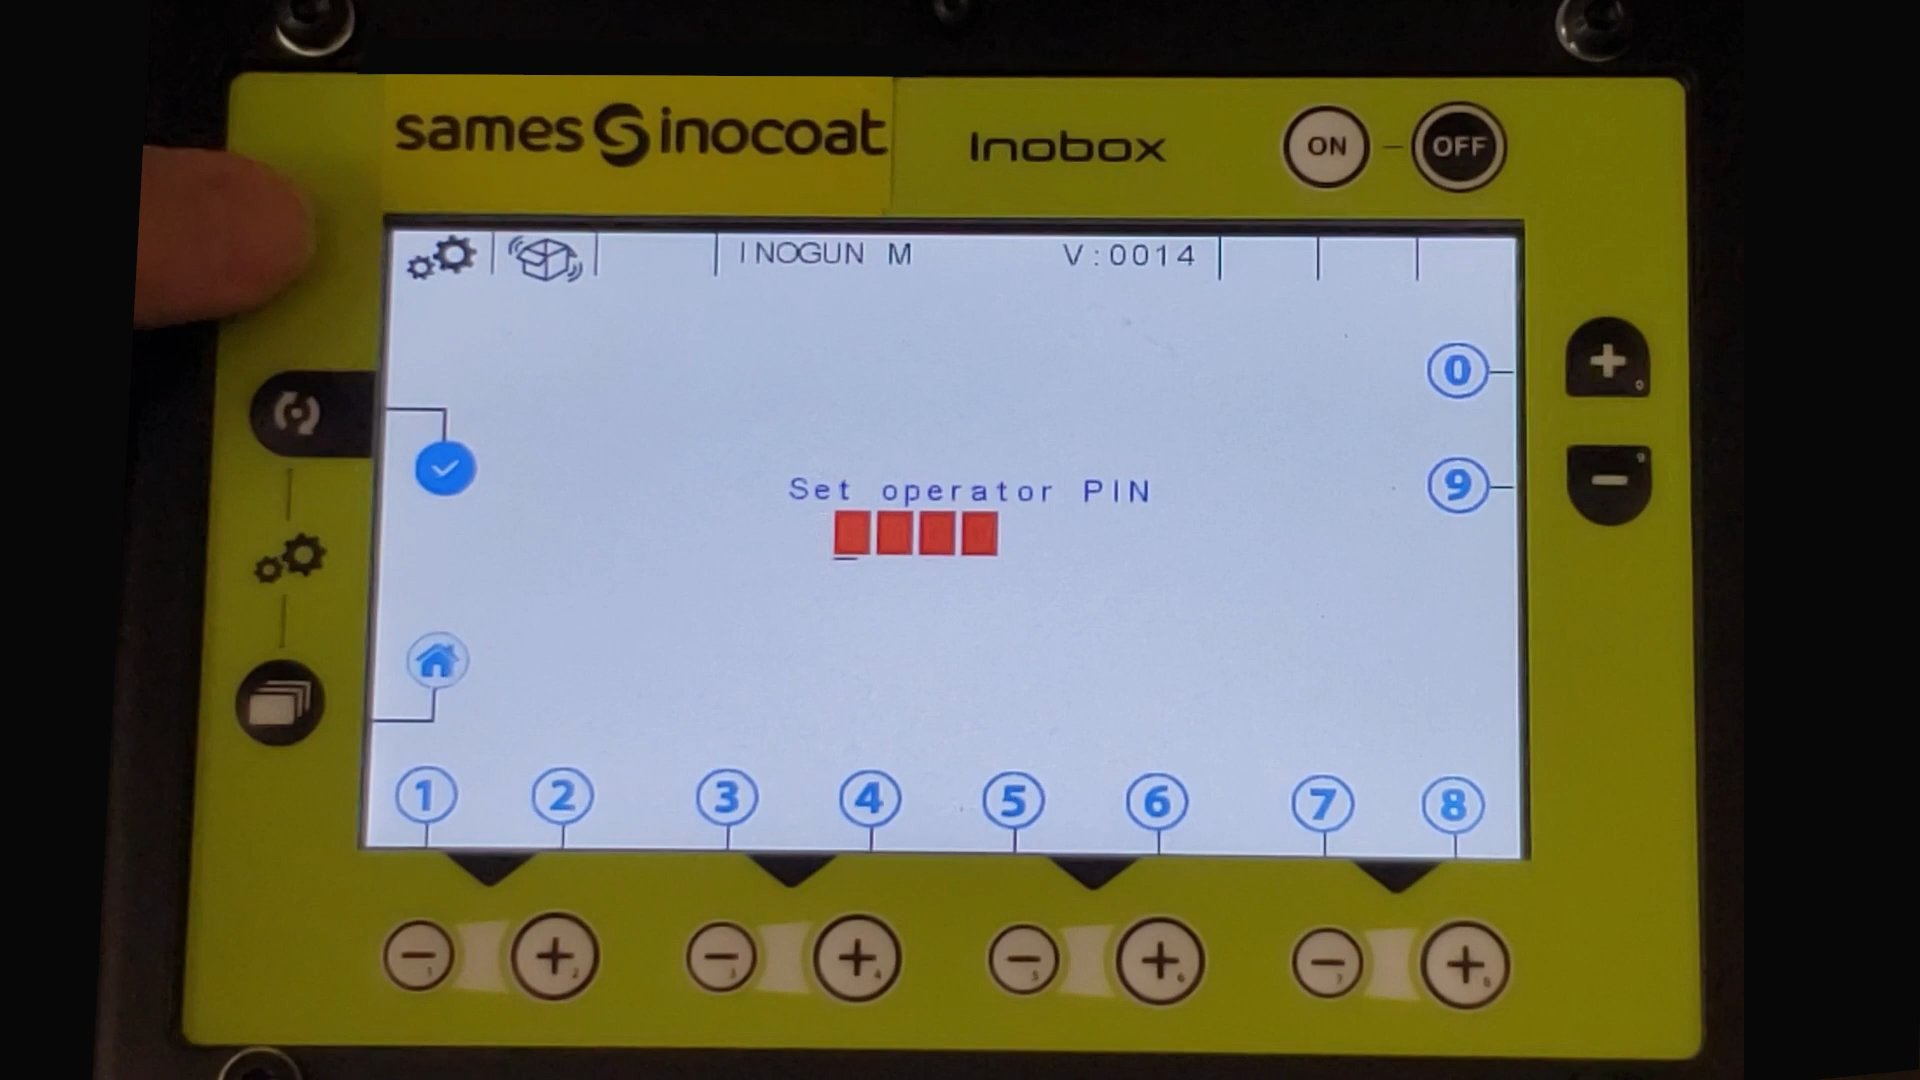 sames inocoat
Inobox
ON - OFF
INOGUN M V:0014
0
9
Set operator PIN
1 2 3 4 5 6 7 8